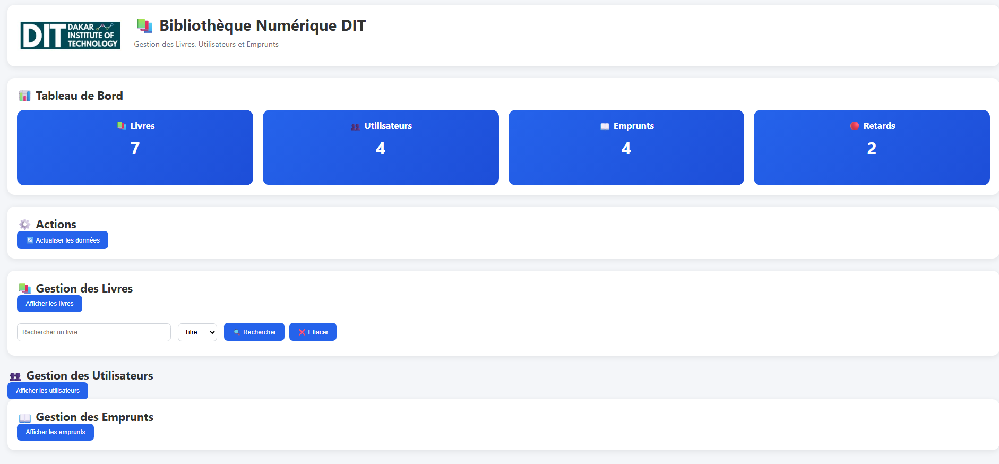 DIT DAKAR INSTITUTE OF TECHNOLOGY
Bibliothèque Numérique DIT
Gestion des Livres, Utilisateurs et Emprunts
Tableau de Bord
Livres
7
Utilisateurs
4
Emprunts
4
Retards
2
Actions
Actualiser les données
Gestion des Livres
Afficher les livres
Rechercher un livre... Titre Rechercher Effacer
Gestion des Utilisateurs
Afficher les utilisateurs
Gestion des Emprunts
Afficher les emprunts